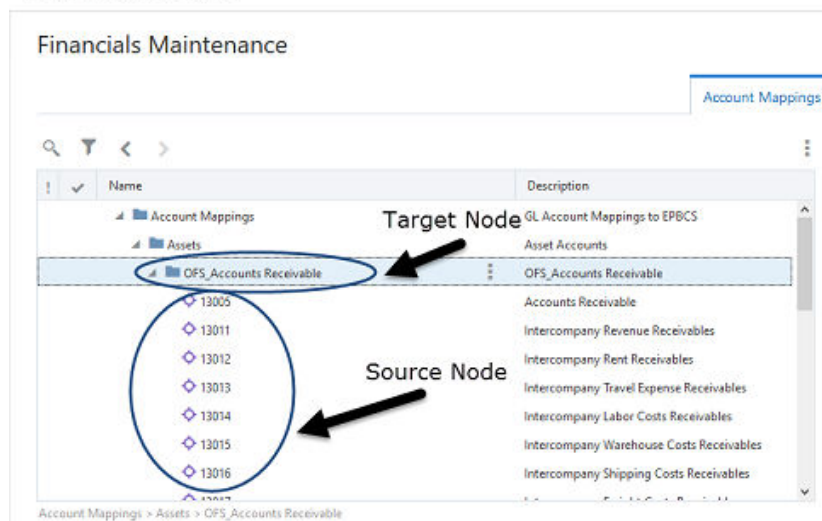 Financials Maintenance
Account Mappings
! Name Description
Account Mappings GL Account Mappings to EPBCS
Target Node
Assets Asset Accounts
OFS_Accounts Receivable OFS_Accounts Receivable
13005 Accounts Receivable
13011 Intercompany Revenue Receivables
13012 Intercompany Rent Receivables
Source Node
13013 Intercompany Travel Expense Receivables
13014 Intercompany Labor Costs Receivables
13015 Intercompany Warehouse Costs Receivables
13016 Intercompany Shipping Costs Receivables
Account Mappings > Assets > OFS_Accounts Receivable